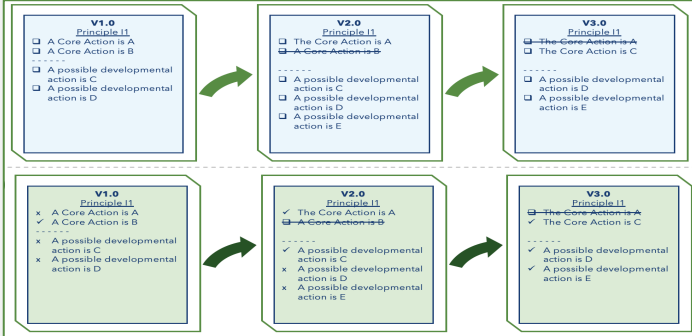 V1.0
Principle I1
❑ A Core Action is A
❑ A Core Action is B
- - - - - -
❑ A possible developmental
action is C
❑ A possible developmental
action is D
V2.0
Principle I1
❑ The Core Action is A
❑ A Core Action is B
- - - - - -
❑ A possible developmental
action is C
❑ A possible developmental
action is D
❑ A possible developmental
action is E
V3.0
Principle I1
❑ The Core Action is A
❑ The Core Action is C
- - - - - -
❑ A possible developmental
action is D
❑ A possible developmental
action is E
V1.0
Principle I1
× A Core Action is A
✓ A Core Action is B
- - - - - -
× A possible developmental
action is C
× A possible developmental
action is D
V2.0
Principle I1
✓ The Core Action is A
❑ A Core Action is B
- - - - - -
✓ A possible developmental
action is C
× A possible developmental
action is D
× A possible developmental
action is E
V3.0
Principle I1
❑ The Core Action is A
✓ The Core Action is C
- - - - - -
✓ A possible developmental
action is D
✓ A possible developmental
action is E